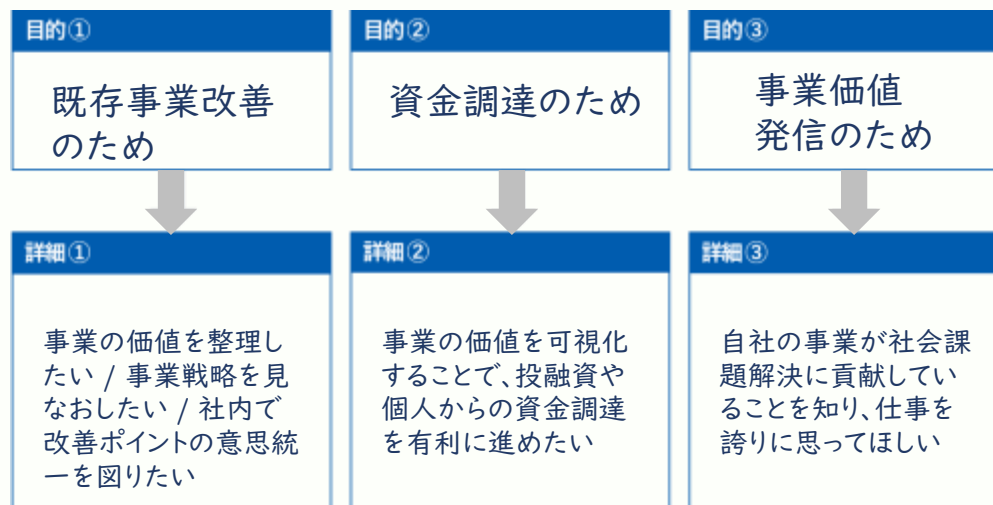 目的①
既存事業改善
のため
詳細①
事業の価値を整理し
たい / 事業戦略を見
なおしたい / 社内で
改善ポイントの意思統
一を図りたい
目的②
資金調達のため
詳細②
事業の価値を可視化
することで、投融資や
個人からの資金調達
を有利に進めたい
目的③
事業価値
発信のため
詳細③
自社の事業が社会課
題解決に貢献してい
ることを知り、仕事を
誇りに思ってほしい